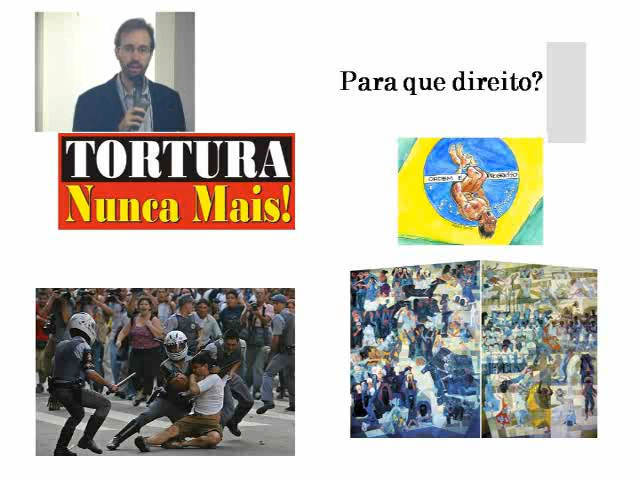 Para que direito?
TORTURA
Nunca Mais!
ORDEM E PROGRESSO